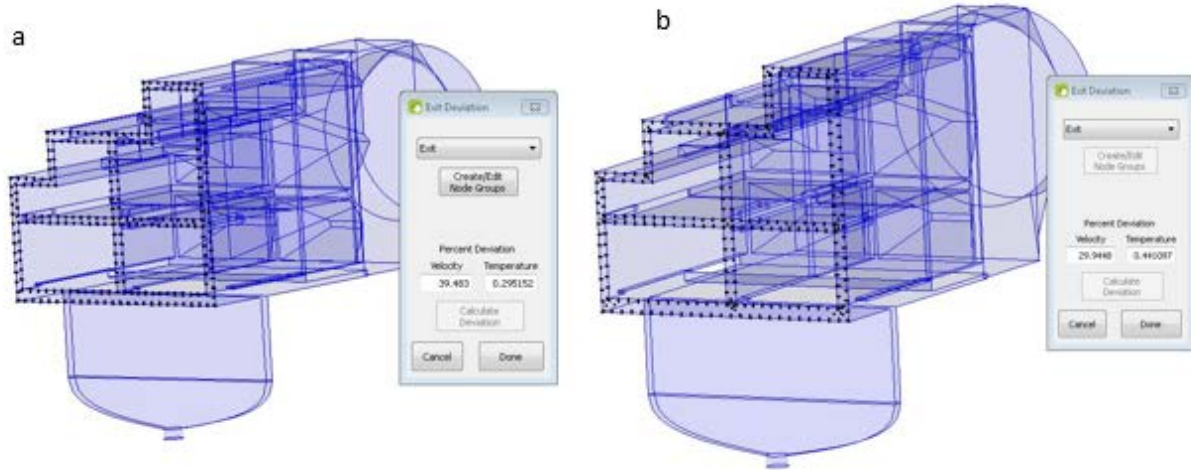 a
Exit Deviation
Exit
Create/Edit
Node Groups
Percent Deviation
Velocity Temperature
39.483 0.295152
Calculate
Deviation
Cancel Done
b
Exit Deviation
Exit
Create/Edit
Node Groups
Percent Deviation
Velocity Temperature
29.9448 0.441097
Calculate
Deviation
Cancel Done